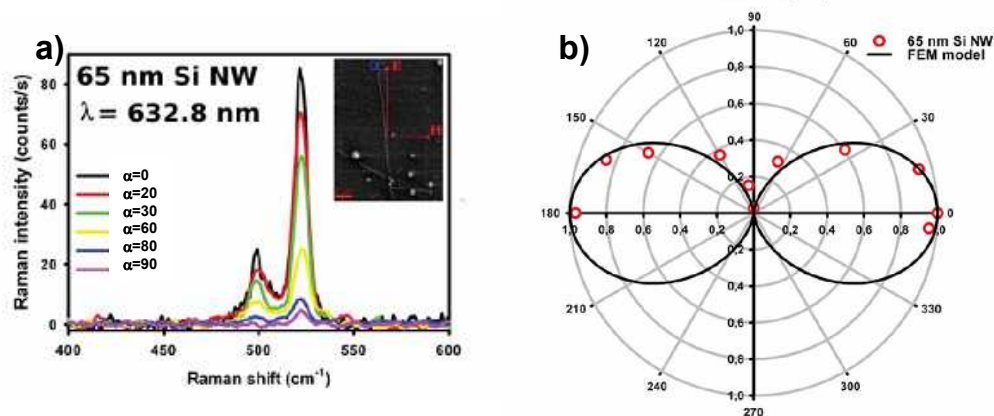 a)
65 nm Si NW
λ= 632.8 nm
Raman intensity (counts/s)
80
60
40
20
0
α=0
α=20
α=30
α=60
α=80
α=90
400
450
500
550
600
Raman shift (cm-1)
b)
65 nm Si NW
FEM model
90
120
60
150
30
180
0
210
330
240
300
270
1,0
0,8
0,6
0,4
0,2
0,0
0,2
0,4
0,6
0,8
1,0
1,0 0,8 0,6 0,4 0,2 0,0 0,2 0,4 0,6 0,8 1,0